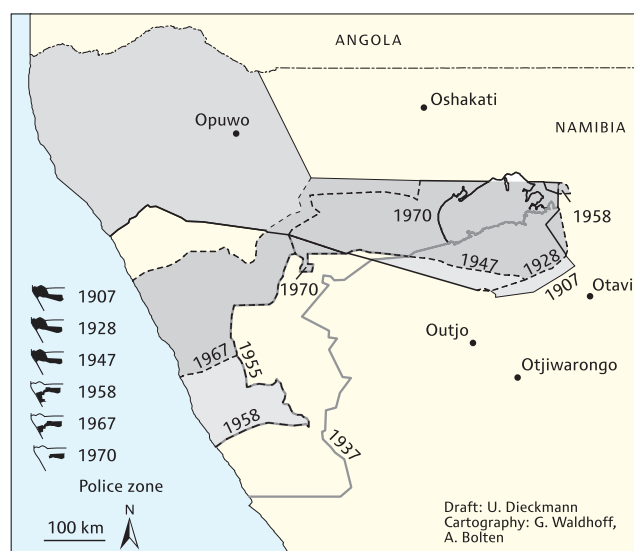 ANGOLA
Oshakati
Opuwo
NAMIBIA
1970
1958
1947
1928
1907
1970
Otavi
1907
1928
Outjo
1967
1955
1947
Otjiwarongo
1958
1958
1967
1937
1970
Police zone
N
100 km
Draft: U. Dieckmann
Cartography: G. Waldhoff,
A. Bolten